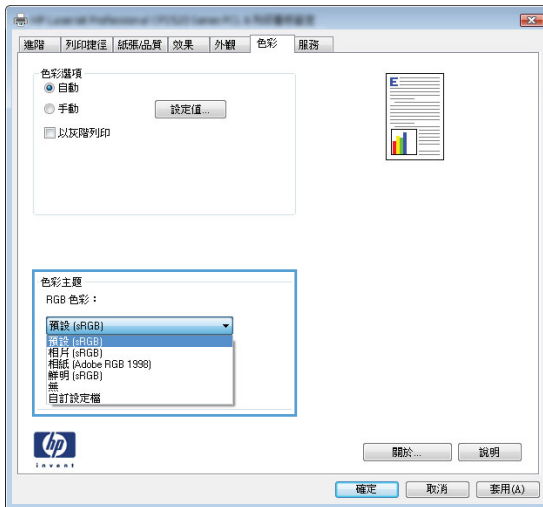 進階 列印捷徑 紙張/品質 效果 外觀 色彩 服務
色彩選項
自動
手動
設定值...
以灰階列印
E
色彩主題
RGB 色彩：
預設 (sRGB)
預設 (sRGB)
相片 (sRGB)
相紙 (Adobe RGB 1998)
鮮明 (sRGB)
無
自訂設定檔
hp
invent
關於... 說明
確定 取消 套用(A)